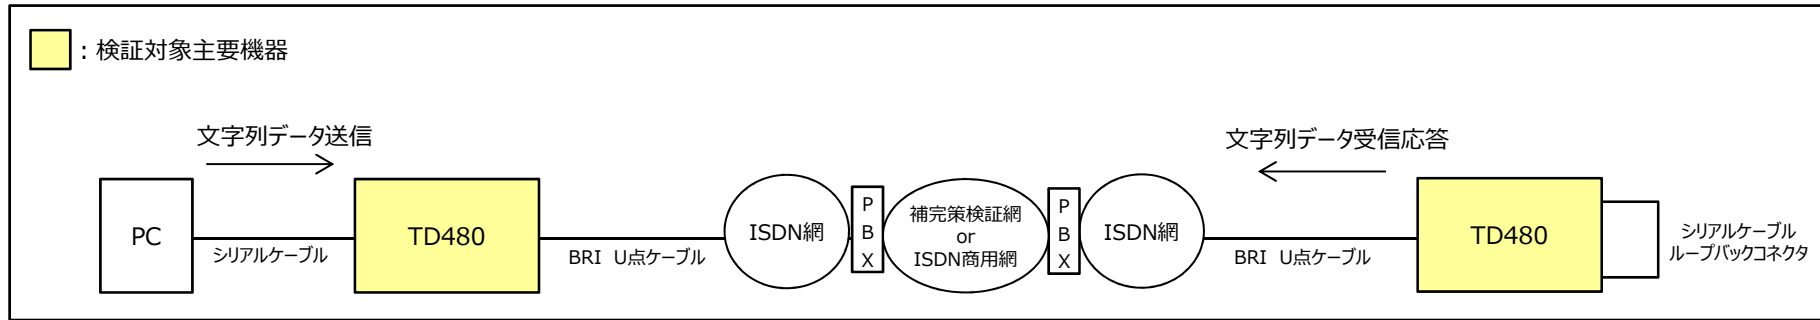 ：検証対象主要機器
文字列データ送信
文字列データ受信応答
PC
シリアルケーブル
TD480
BRI U点ケーブル
ISDN網
P
B
X
補完策検証網
or
ISDN商用網
P
B
X
ISDN網
BRI U点ケーブル
TD480
シリアルケーブル
ループバックコネクタ